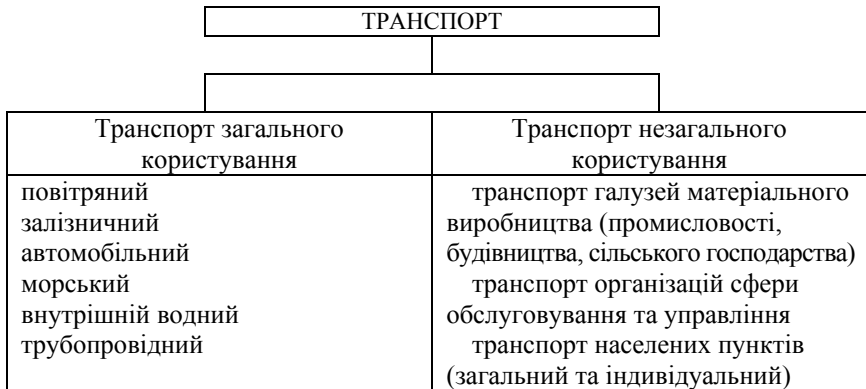 ТРАНСПОРТ
Транспорт загального
користування
Транспорт незагального
користування
повітряний
залізничний
автомобільний
морський
внутрішній водний
трубопровідний
транспорт галузей матеріального
виробництва (промисловості,
будівництва, сільського господарства)
транспорт організацій сфери
обслуговування та управління
транспорт населених пунктів
(загальний та індивідуальний)